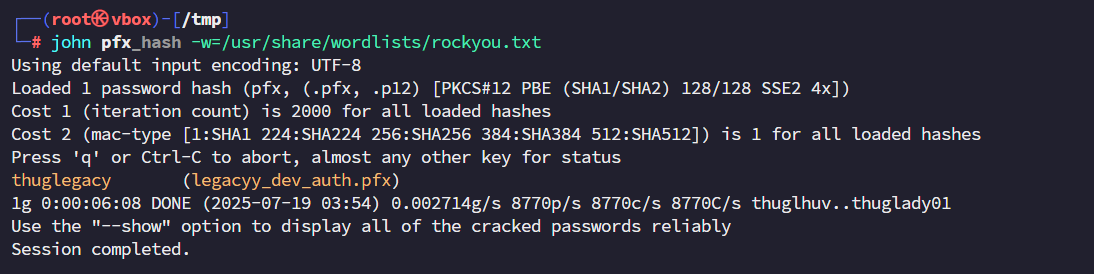 ┌──(root㉿vbox)-[/tmp]
└─# john pfx_hash -w=/usr/share/wordlists/rockyou.txt
Using default input encoding: UTF-8
Loaded 1 password hash (pfx, (.pfx, .p12) [PKCS#12 PBE (SHA1/SHA2) 128/128 SSE2 4x])
Cost 1 (iteration count) is 2000 for all loaded hashes
Cost 2 (mac-type [1:SHA1 224:SHA224 256:SHA256 384:SHA384 512:SHA512]) is 1 for all loaded hashes
Press 'q' or Ctrl-C to abort, almost any other key for status
thuglegacy       (legacyy_dev_auth.pfx)
1g 0:00:06:08 DONE (2025-07-19 03:54) 0.002714g/s 8770p/s 8770c/s 8770C/s thuglhuv..thuglady01
Use the "--show" option to display all of the cracked passwords reliably
Session completed.